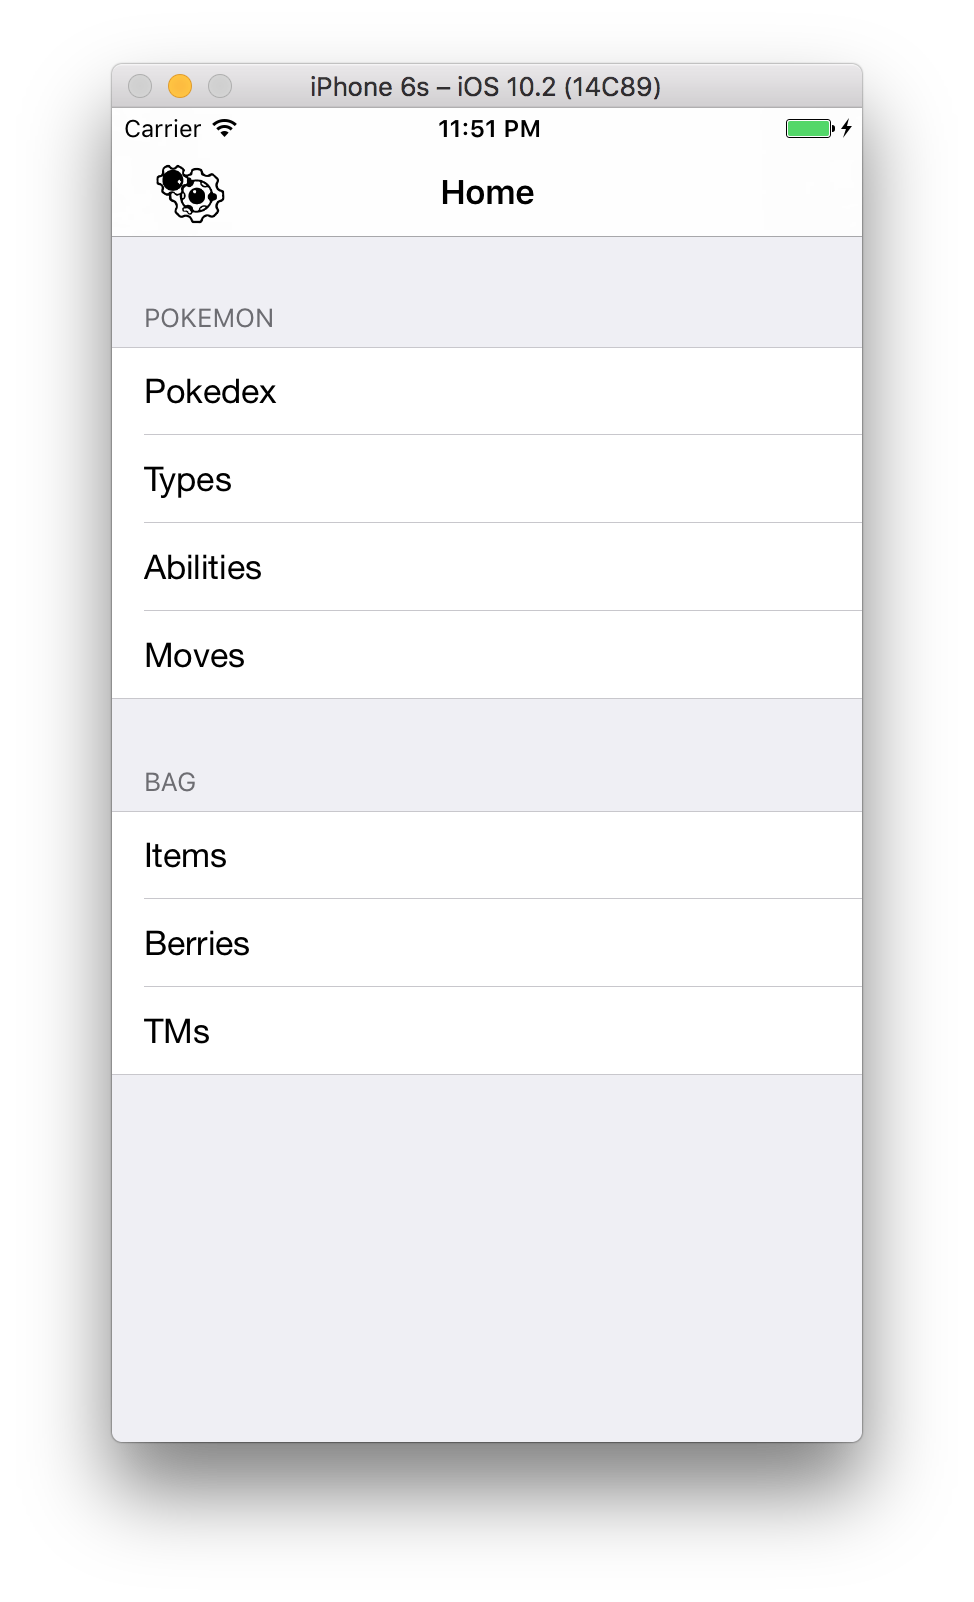 iPhone 6s – iOS 10.2 (14C89)
Carrier 11:51 PM
Home
POKEMON
Pokedex
Types
Abilities
Moves
BAG
Items
Berries
TMs